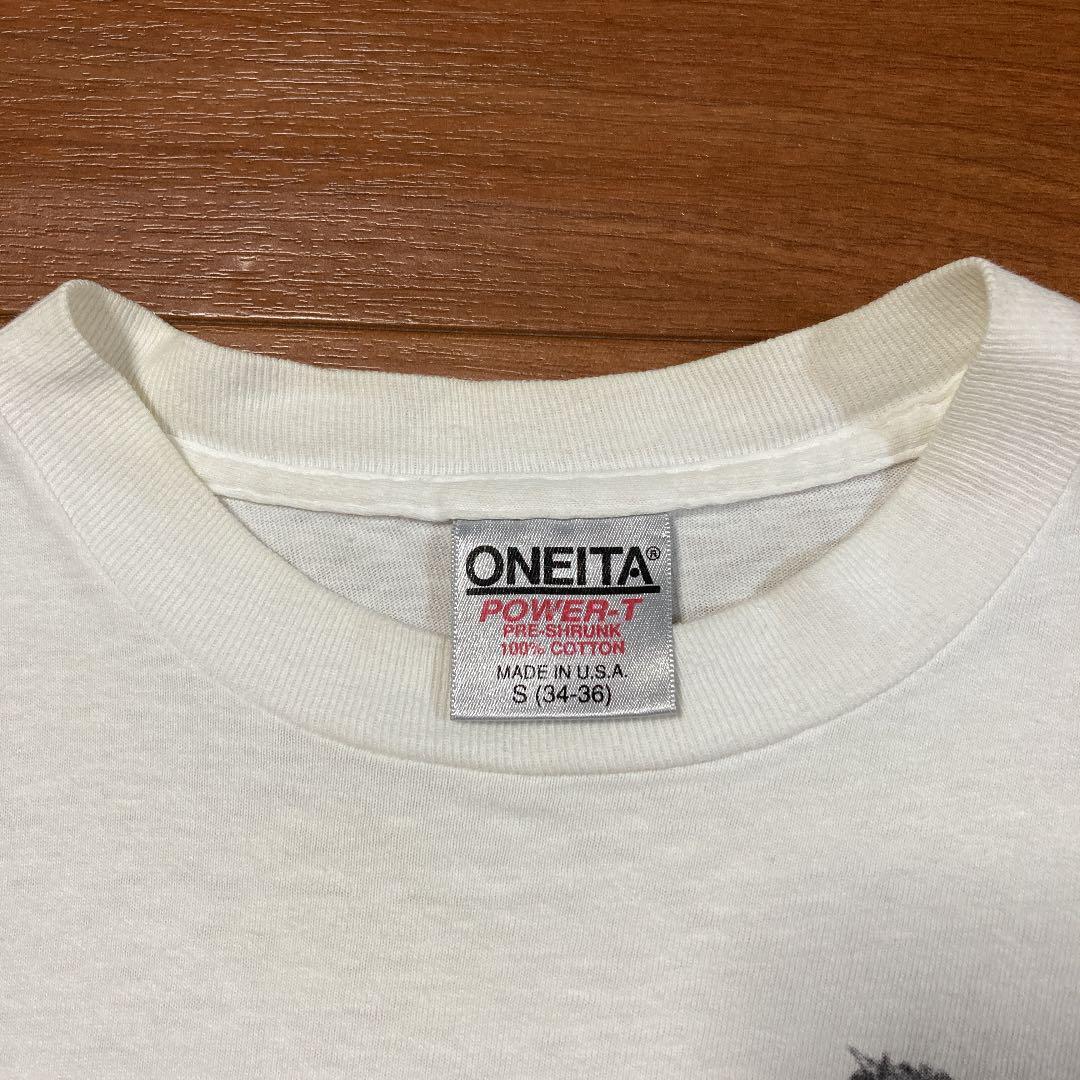 ONEITA®
POWER-T
PRE-SHRUNK
100% COTTON
MADE IN U.S.A.
S (34-36)